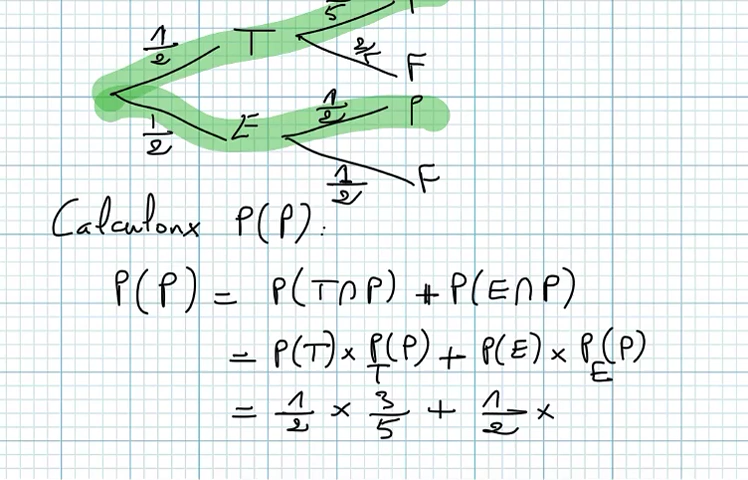 1/2 T 5 P
2/5 F
1/2 E 1/2 P
1/2 F
Calculons P(P):
P(P) = P(T∩P) + P(E∩P)
= P(T) × P_T(P) + P(E) × P_E(P)
= 1/2 × 3/5 + 1/2 ×